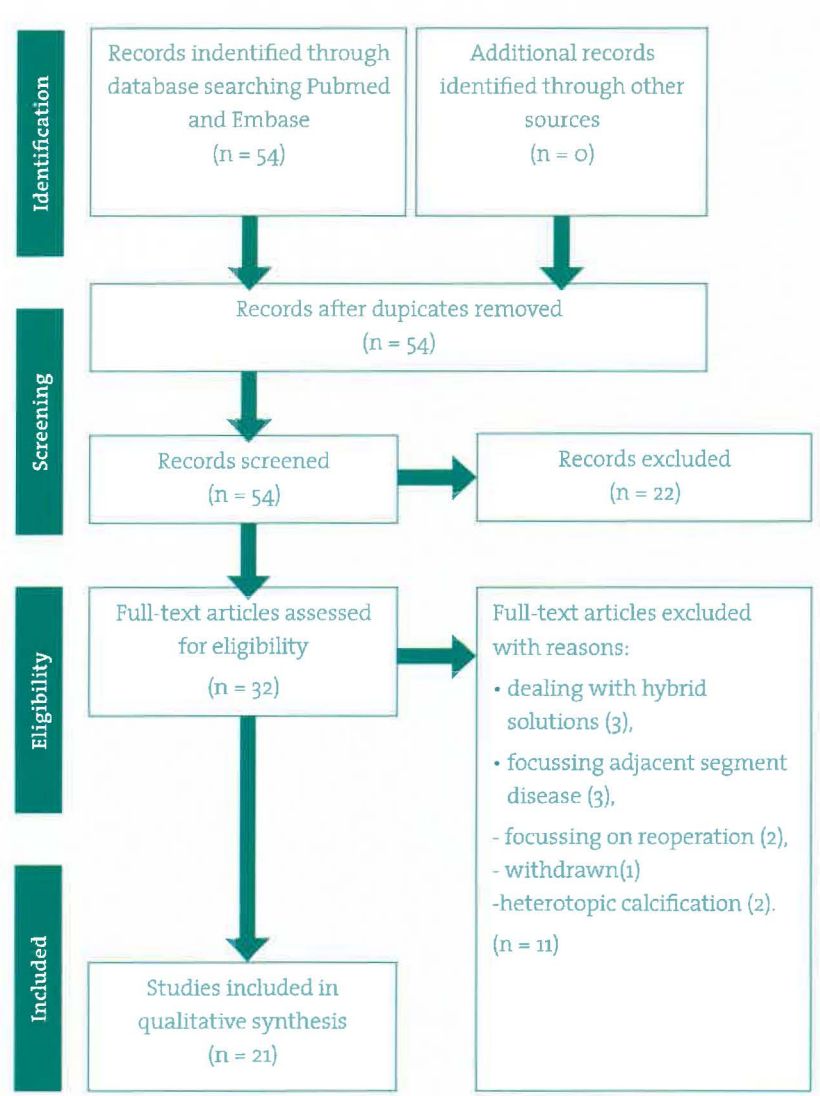 Identification
Records indentified through
database searching Pubmed
and Embase
(n = 54)
Additional records
identified through other
sources
(n = 0)
Screening
Records after dupicates removed
(n = 54)
Records screened
(n = 54)
Records excluded
(n = 22)
Eligibility
Full-text articles assessed
for eligibility
(n = 32)
Full-text articles excluded
with reasons:
• dealing with hybrid
solutions (3),
• focussing adjacent segment
disease (3),
- focussing on reoperation (2),
- withdrawn(1)
-heterotopic calcification (2).
(n = 11)
Included
Studies included in
qualitative synthesis
(n = 21)